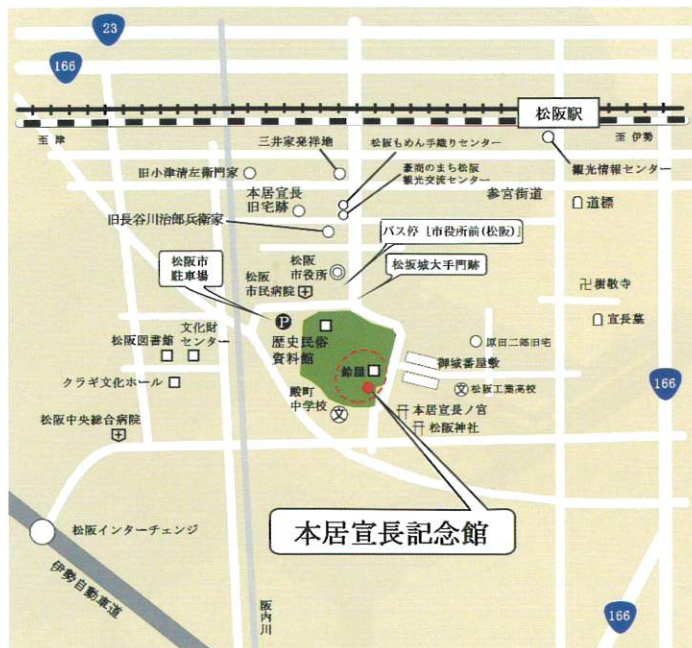 23
166
松阪駅
至 津
至 伊勢
三井家発祥地
松阪もめん手織りセンター
観光情報センター
旧小津清左衛門家
豪商のまち松阪
観光交流センター
本居宣長
旧宅跡
参宮街道
道標
旧長谷川治郎兵衛家
バス停［市役所前(松阪)］
松阪市
駐車場
松阪
市役所
松坂城大手門跡
松阪
市民病院
卍樹敬寺
P
宣長墓
歴史民俗
資料館
文化財
センター
松阪図書館
原田二郎旧宅
御城番屋敷
鈴屋
クラギ文化ホール
文
松阪工業高校
166
殿町
中学校
文
本居宣長ノ宮
松阪神社
松阪中央総合病院
本居宣長記念館
松阪インターチェンジ
伊勢自動車道
阪内川
166